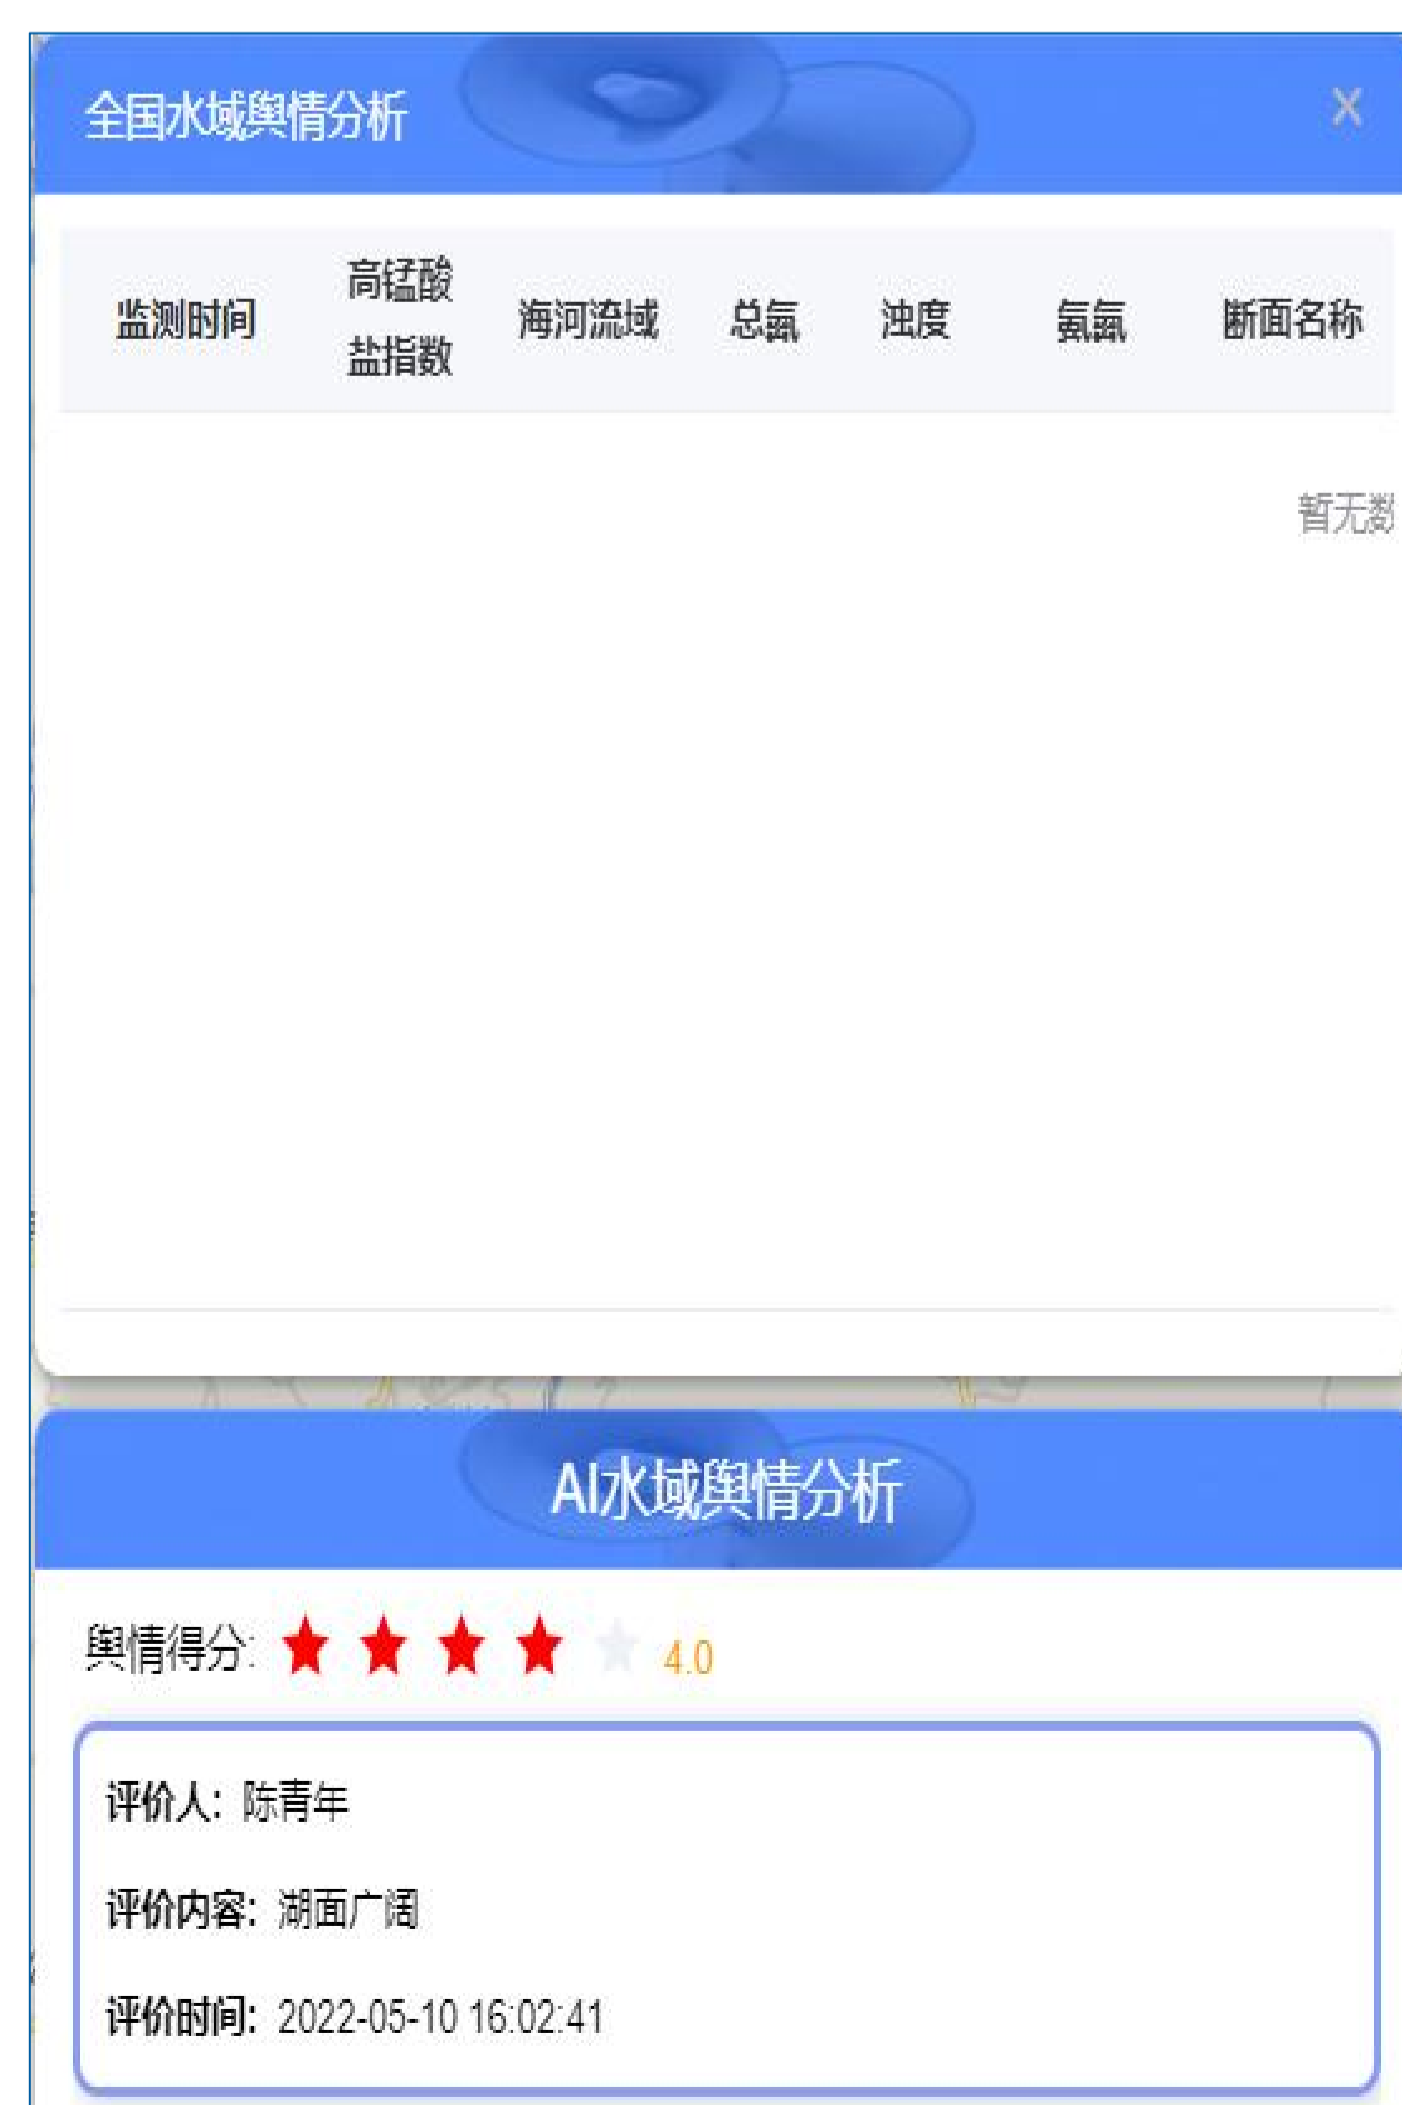 全国水域舆情分析
X
监测时间 高锰酸 海河流域 总氮 浊度 氨氮 断面名称
盐指数
暂无数
AI水域舆情分析
舆情得分: 4.0
评价人: 陈青年
评价内容: 湖面广阔
评价时间: 2022-05-10 16:02:41